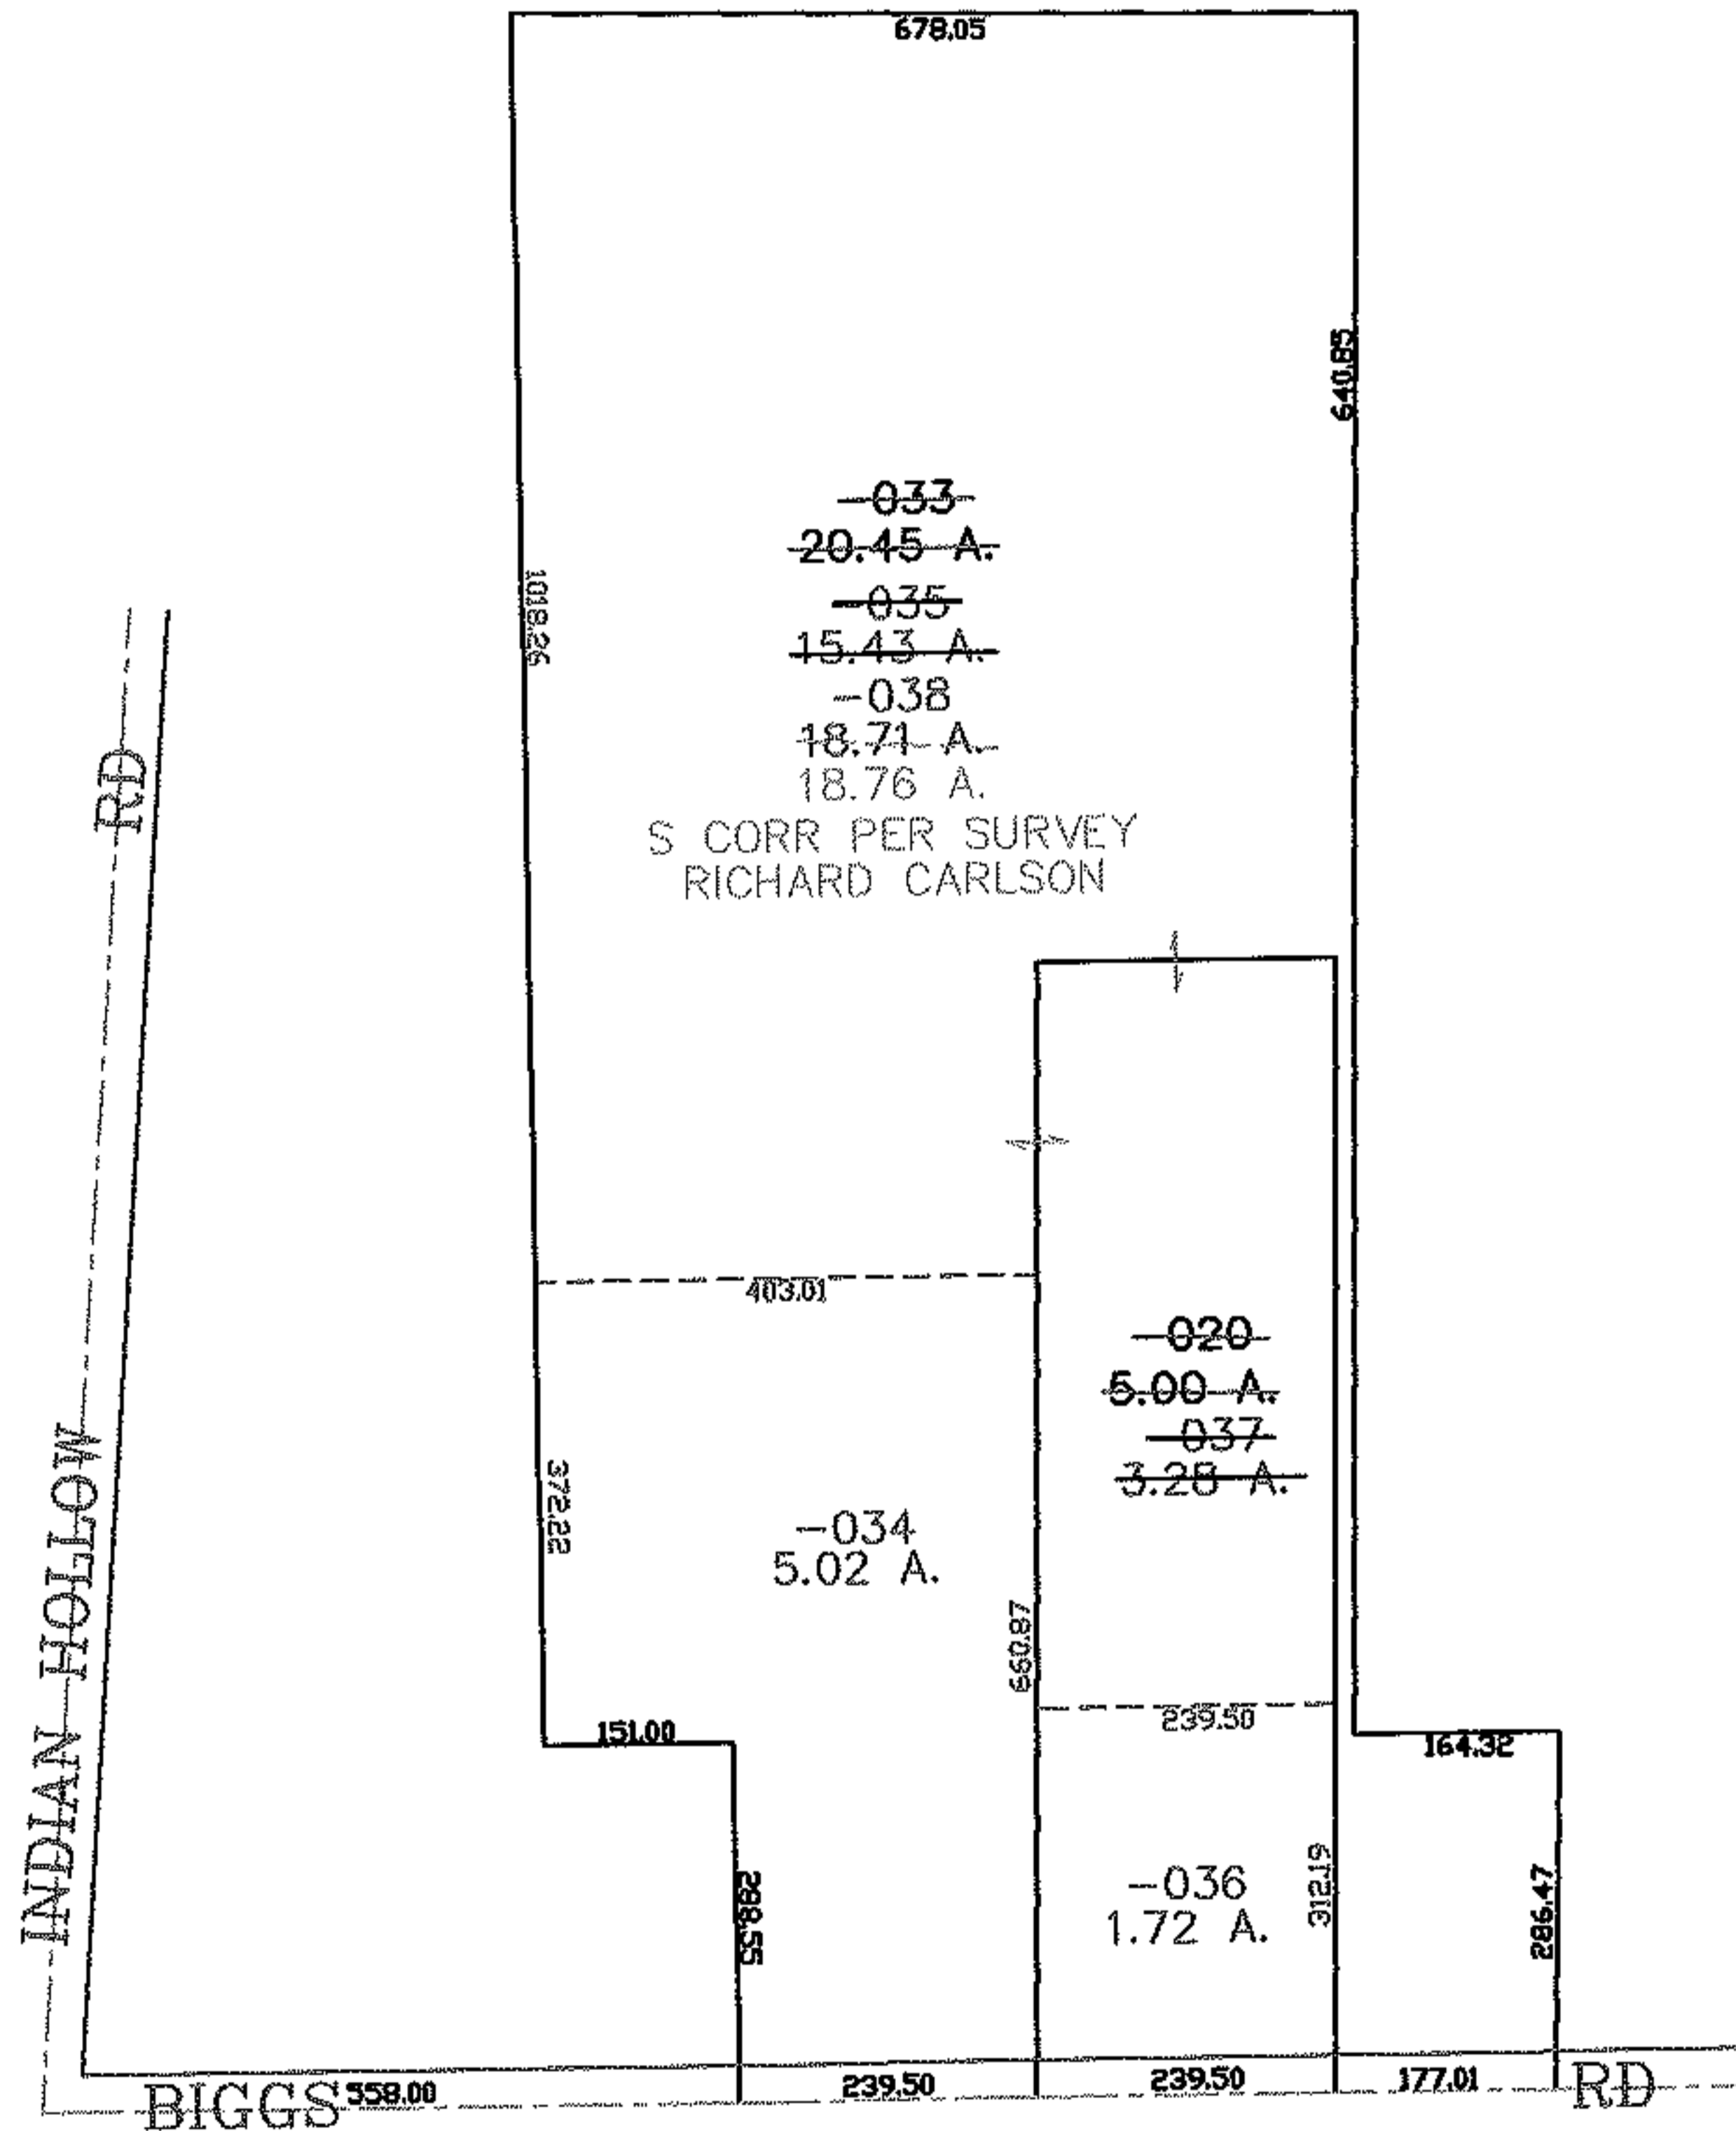 678.05
640.85
-033
20.45 A.
-035
15.43 A.
-038
18.71 A.
18.76 A.
S CORR PER SURVEY
RICHARD CARLSON
1018.26
RD
403.01
-020
5.00 A.
-037
3.28 A.
372.22
-034
5.02 A.
660.87
INDIAN HOLLOW
151.00
239.50
164.32
288.55
-036
1.72 A.
312.19
286.47
BIGGS
558.00
239.50
239.50
177.01
RD